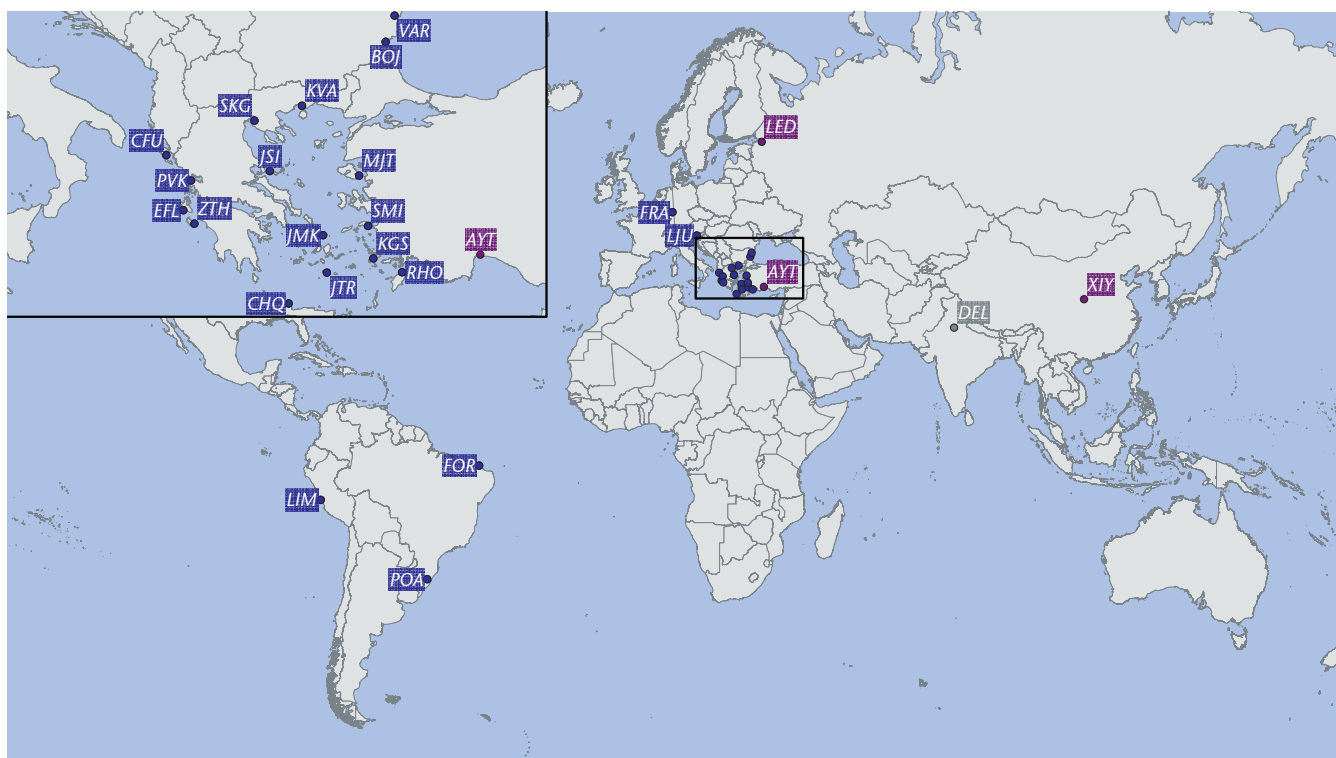 VAR
BOJ
KVA
SKG
CFU
JSI
MJT
PVK
EFL
ZTH
SMI
JMK
KGS
AYT
RHO
JTR
CHQ
LED
FRA
LJU
AYT
XIY
DEL
FOR
LIM
POA